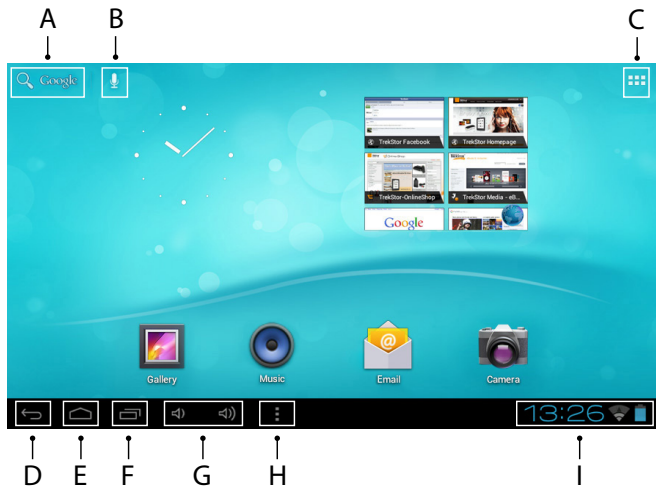 A B C
Google
TrekStor Facebook TrekStor Homepage
TrekStor-OnlineShop TrekStor Media - eB...
Google
Gallery Music Email Camera
13:26
D E F G H I